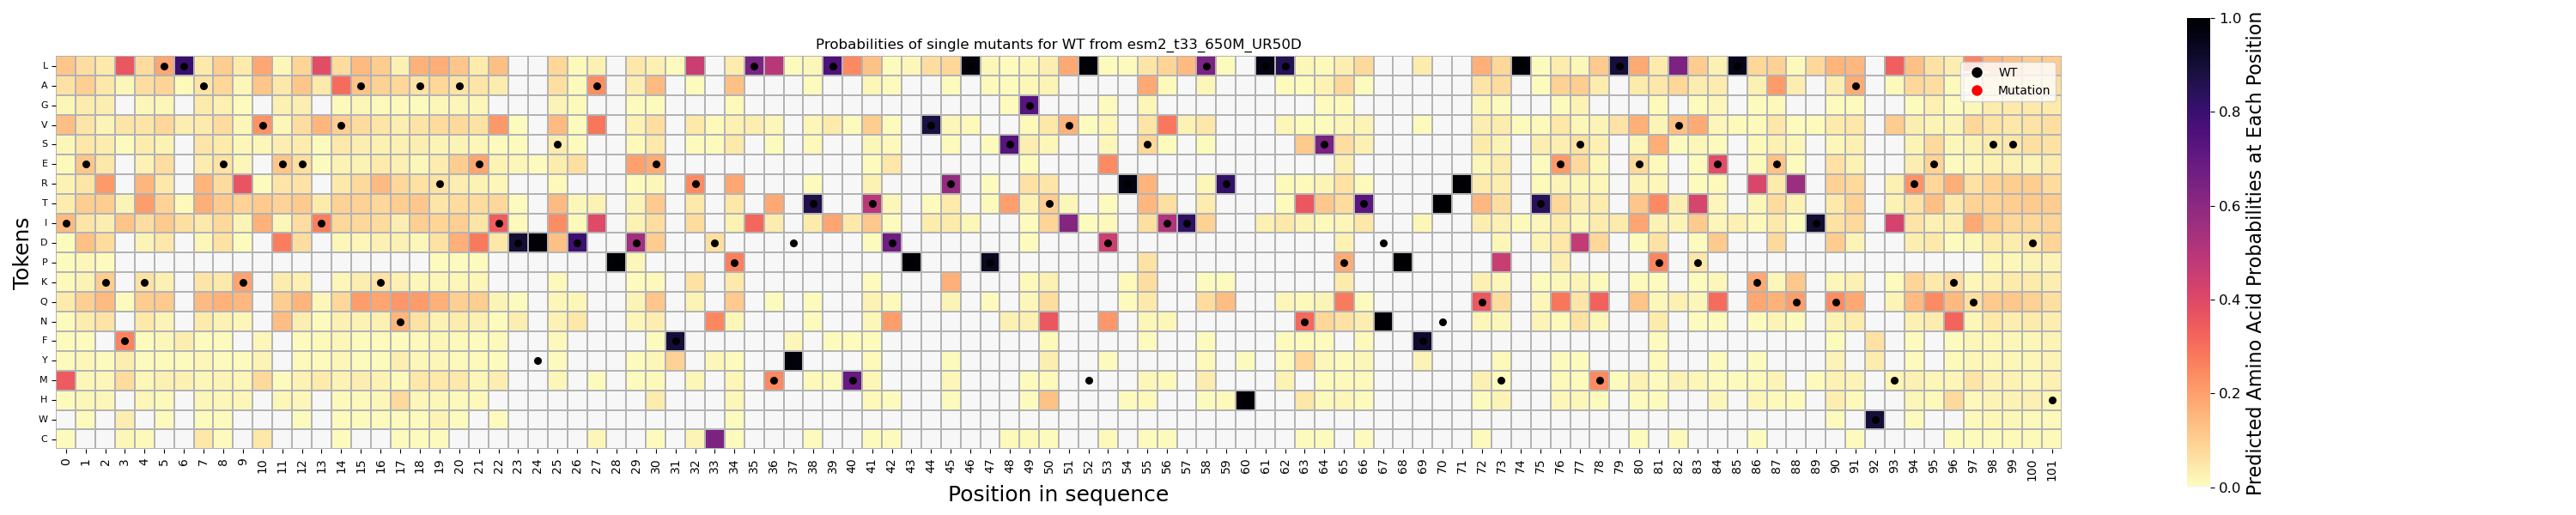 Probabilities of single mutants for WT from esm2_t33_650M_UR50D
L
A
G
V
S
E
R
T
I
D
P
K
Q
N
F
Y
M
H
W
C
Tokens
0 1 2 3 4 5 6 7 8 9 10 11 12 13 14 15 16 17 18 19 20 21 22 23 24 25 26 27 28 29 30 31 32 33 34 35 36 37 38 39 40 41 42 43 44 45 46 47 48 49 50 51 52 53 54 55 56 57 58 59 60 61 62 63 64 65 66 67 68 69 70 71 72 73 74 75 76 77 78 79 80 81 82 83 84 85 86 87 88 89 90 91 92 93 94 95 96 97 98 99 100 101
Position in sequence
WT
Mutation
1.0
0.8
0.6
0.4
0.2
0.0
Predicted Amino Acid Probabilities at Each Position